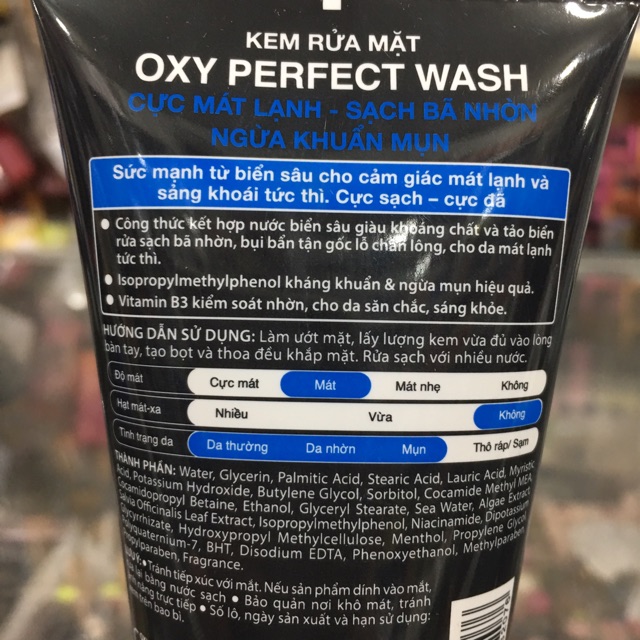 KEM RỬA MẶT
OXY PERFECT WASH
CỰC MÁT LẠNH - SẠCH BÃ NHỜN
NGỪA KHUẨN MỤN
Sức mạnh từ biển sâu cho cảm giác mát lạnh và
sảng khoái tức thì. Cực sạch – cực đã
● Công thức kết hợp nước biển sâu giàu khoáng chất và tảo biển
rửa sạch bã nhờn, bụi bẩn tận gốc lỗ chân lông, cho da mát lạnh
tức thì.
● Isopropylmethylphenol kháng khuẩn & ngừa mụn hiệu quả.
● Vitamin B3 kiểm soát nhờn, cho da săn chắc, sáng khỏe.
HƯỚNG DẪN SỬ DỤNG: Làm ướt mặt, lấy lượng kem vừa đủ vào lòng
bàn tay, tạo bọt và thoa đều khắp mặt. Rửa sạch với nhiều nước.
Độ mát Cực mát Mát Mát nhẹ Không
Hạt mát-xa Nhiều Vừa Không
Tình trạng da Da thường Da nhờn Mụn Thô ráp/ Sạm
THÀNH PHẦN: Water, Glycerin, Palmitic Acid, Stearic Acid, Lauric Acid, Myristic
Acid, Potassium Hydroxide, Butylene Glycol, Sorbitol, Cocamide Methyl MEA,
Cocamidopropyl Betaine, Ethanol, Glyceryl Stearate, Sea Water, Algae Extract,
Salvia Officinalis Leaf Extract, Isopropylmethylphenol, Niacinamide, Dipotassium
Glycyrrhizate, Hydroxypropyl Methylcellulose, Menthol, Propylene Glycol,
Polyquaternium-7, BHT, Disodium EDTA, Phenoxyethanol, Methylparaben,
Propylparaben, Fragrance.
● Tránh tiếp xúc với mắt. Nếu sản phẩm dính vào mắt,
bằng nước sạch ● Bảo quản nơi khô mát, tránh
nắng trực tiếp ● Số lô, ngày sản xuất và hạn sử dụng:
trên bao bì.